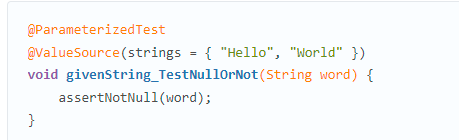 @ParameterizedTest
@ValueSource(strings = { "Hello", "World" })
void givenString_TestNullOrNot(String word) {
    assertNotNull(word);
}